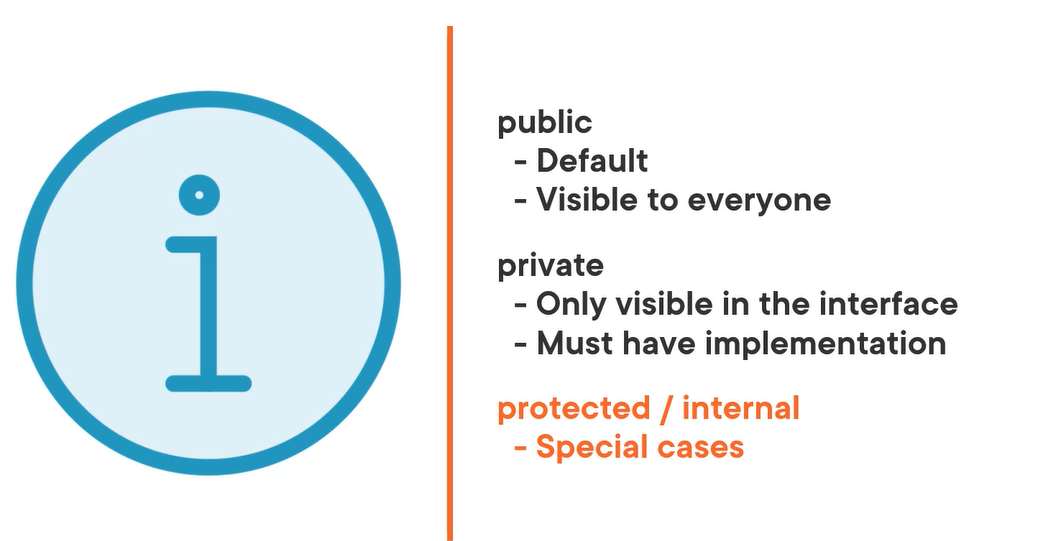 public
- Default
- Visible to everyone
private
- Only visible in the interface
- Must have implementation
protected / internal
- Special cases